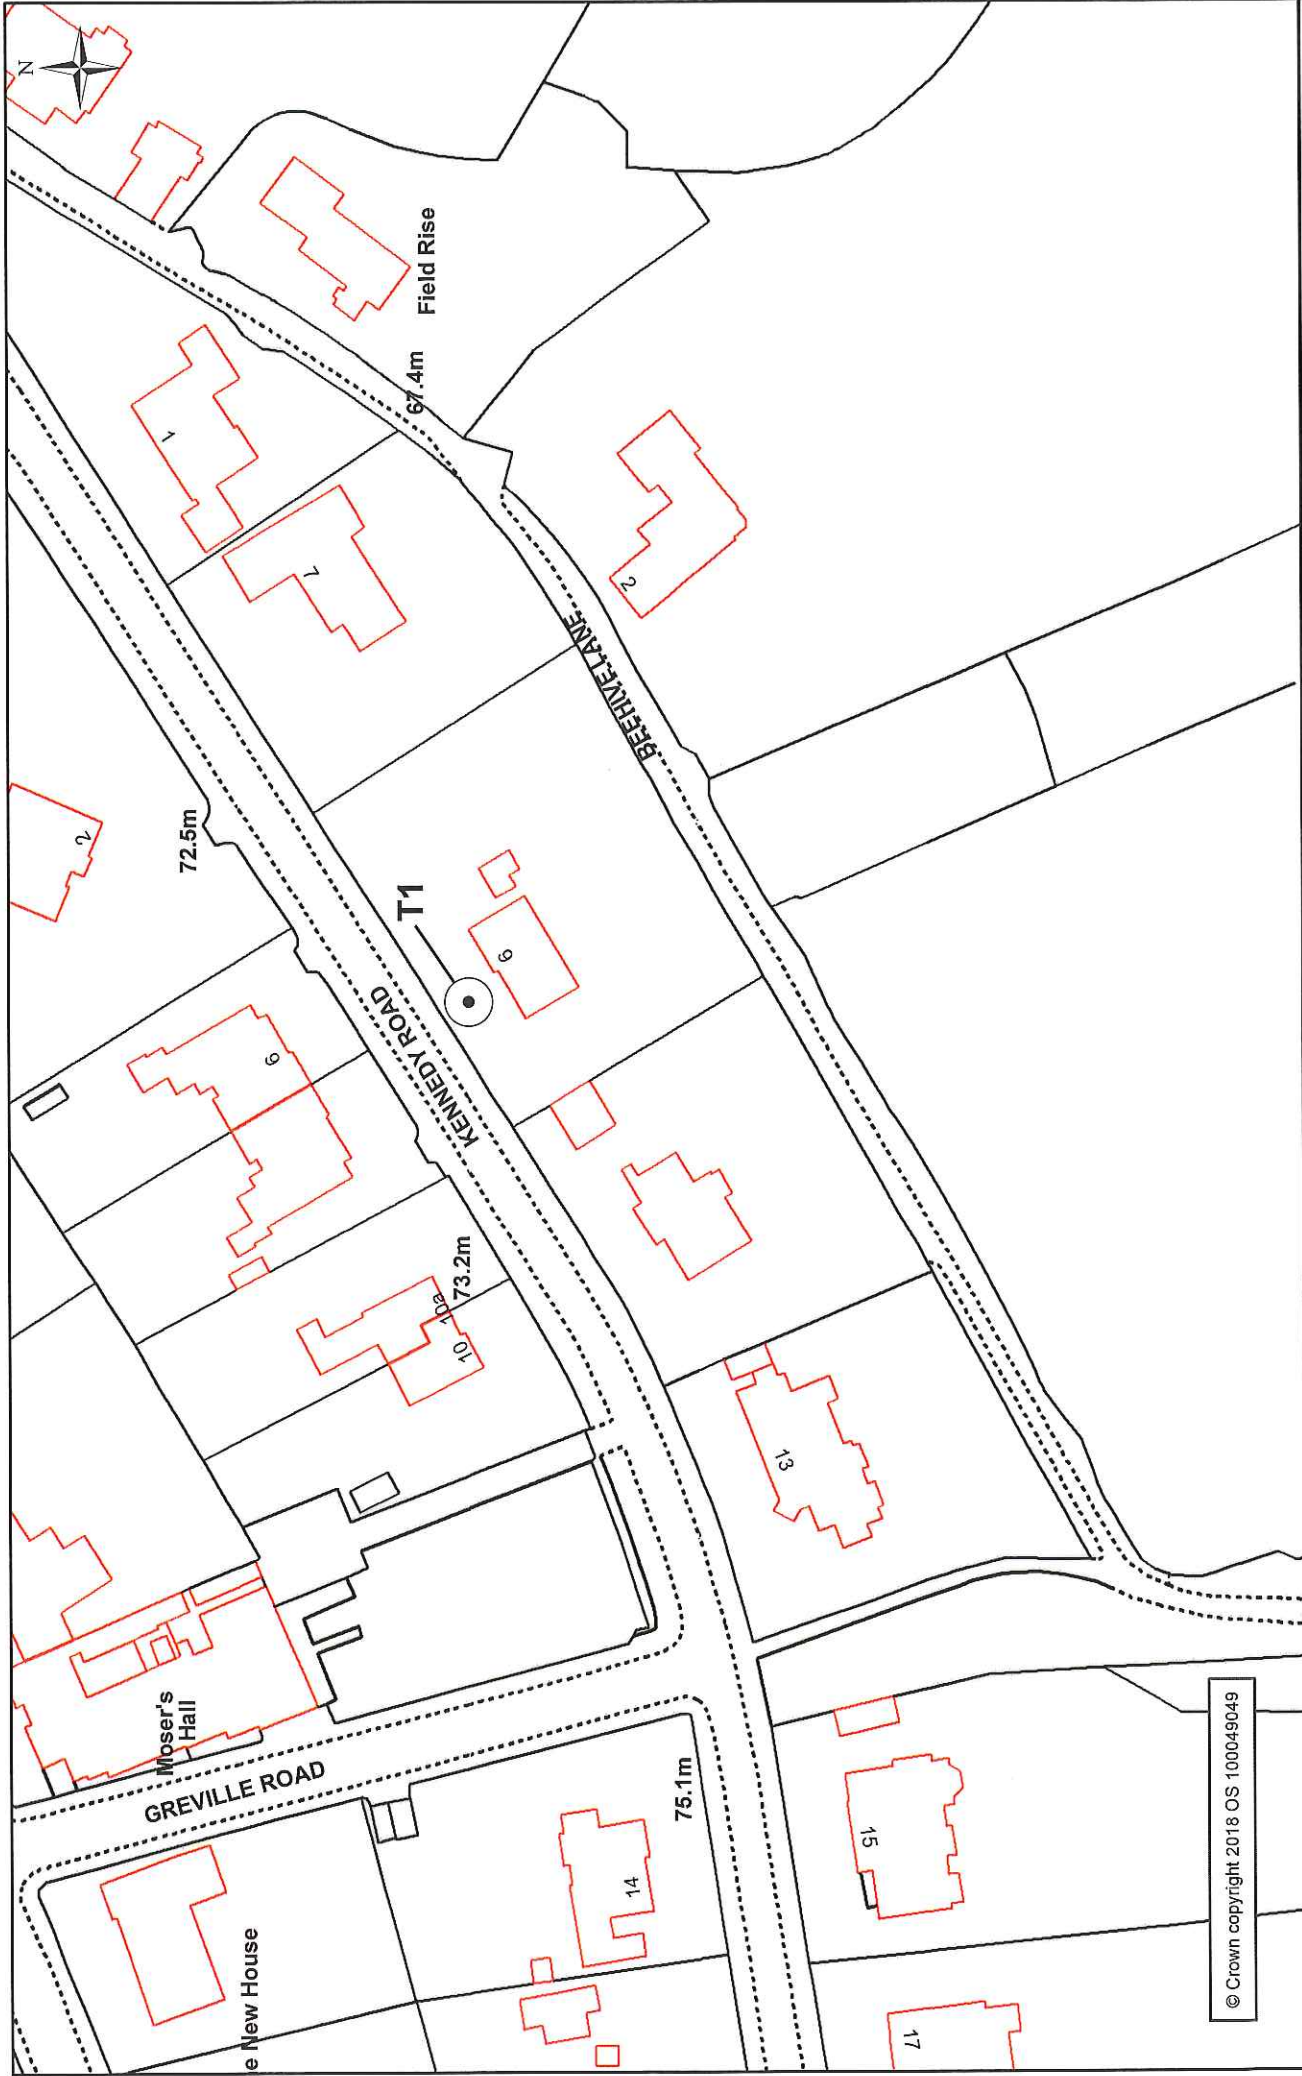 N
2
1
Moser's
Hall
72.5m
GREVILLE ROAD
e New House
6
7
T1
67.4m
Field Rise
KENNEDY ROAD
10a
10
73.2m
9
BEEHIVE LANE
2
14
75.1m
13
15
17
© Crown copyright 2018 OS 100049049